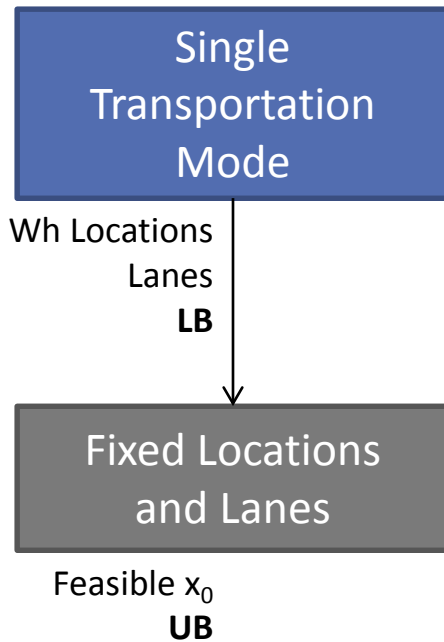 Single
Transportation
Mode
Wh Locations
Lanes
LB
Fixed Locations
and Lanes
Feasible x₀
UB